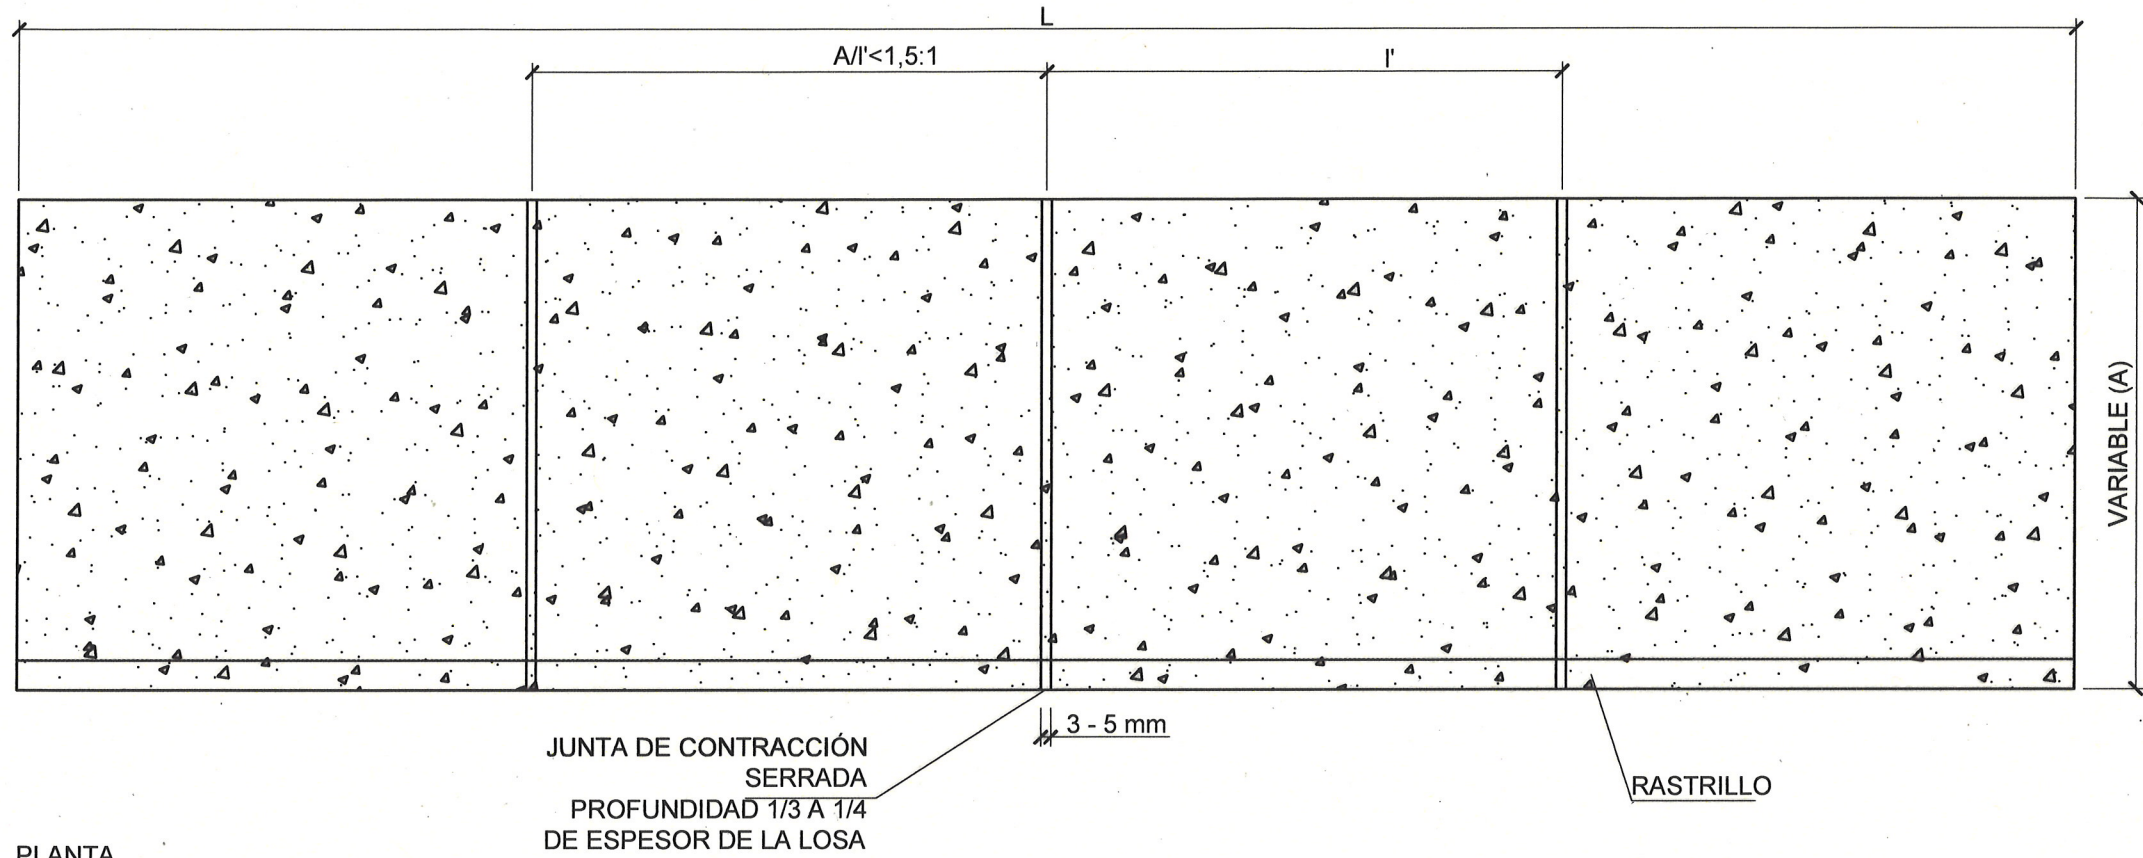 L
A/l'<1,5:1
l'
VARIABLE (A)
3 - 5 mm
JUNTA DE CONTRACCIÓN
SERRADA
PROFUNDIDAD 1/3 A 1/4
DE ESPESOR DE LA LOSA
RASTRILLO
PLANTA